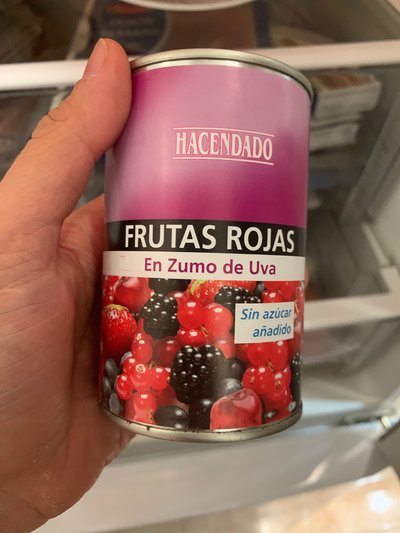 HACENDADO
FRUTAS ROJAS
En Zumo de Uva
Sin azúcar
añadido